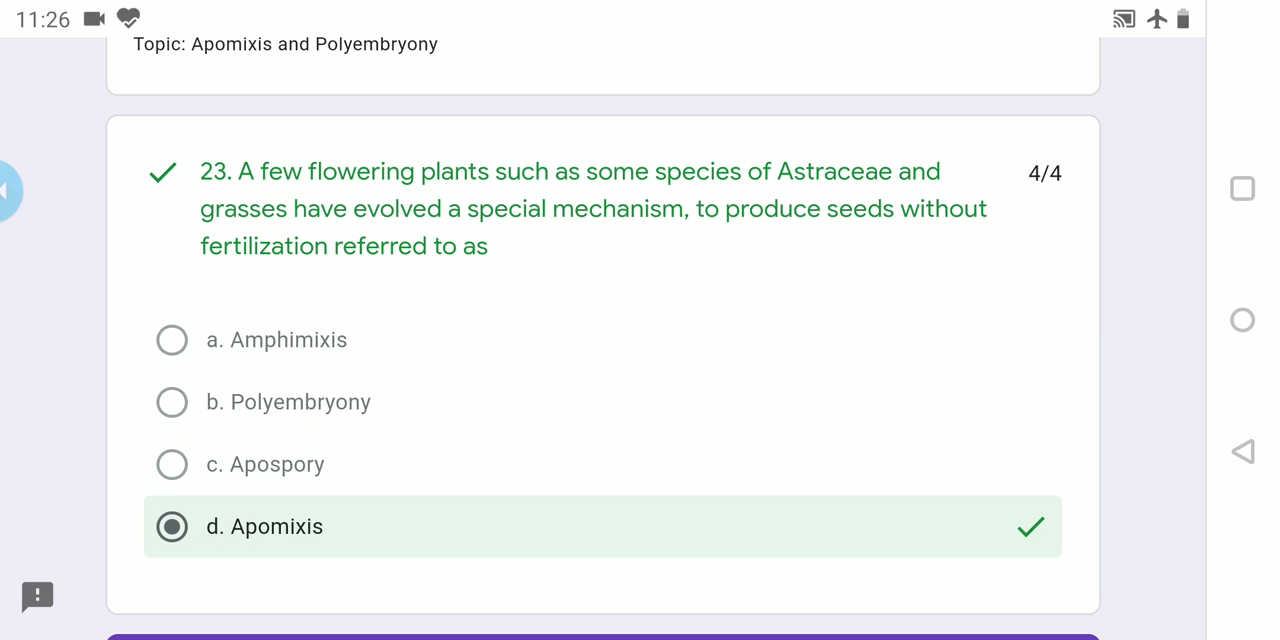 11:26
Topic: Apomixis and Polyembryony
23. A few flowering plants such as some species of Astraceae and
grasses have evolved a special mechanism, to produce seeds without
fertilization referred to as
4/4
a. Amphimixis
b. Polyembryony
c. Apospory
d. Apomixis